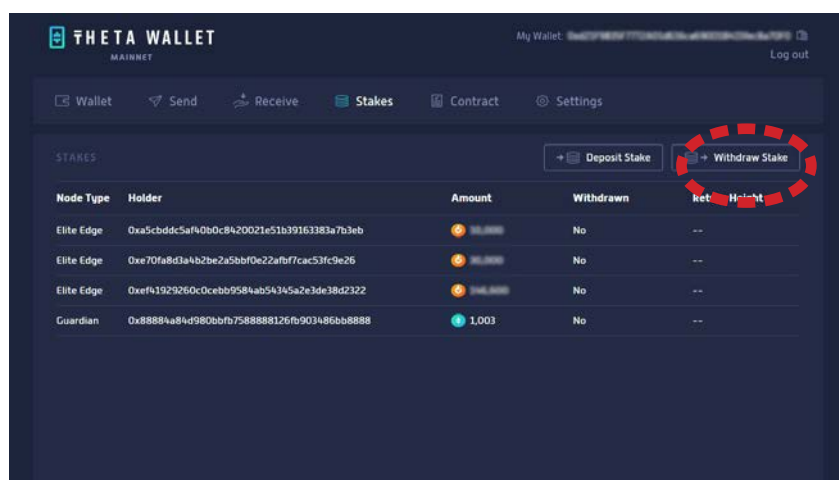 THETA WALLET
MAINNET
My Wallet:
Log out
Wallet Send Receive Stakes Contract Settings
STAKES
Deposit Stake Withdraw Stake
Node Type Holder Amount Withdrawn Height
Elite Edge 0xa5cbddc5af40b0c8420021e51b39163383a7b3eb No --
Elite Edge 0xe70fa8d3a4b2be2a5bbf0e22afbf7cac53fc9e26 No --
Elite Edge 0xef41929260c0cebb9584ab54345a2e3de38d2322 No --
Guardian 0x88884a84d980bbfb7588888126fb903486bb8888 1,003 No --